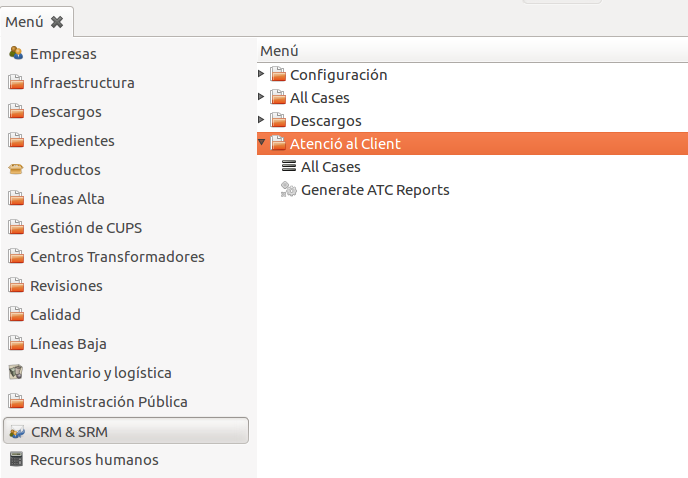 Menú
Empresas
Infraestructura
Descargos
Expedientes
Productos
Líneas Alta
Gestión de CUPS
Centros Transformadores
Revisiones
Calidad
Líneas Baja
Inventario y logística
Administración Pública
CRM & SRM
Recursos humanos
Menú
Configuración
All Cases
Descargos
Atenció al Client
All Cases
Generate ATC Reports